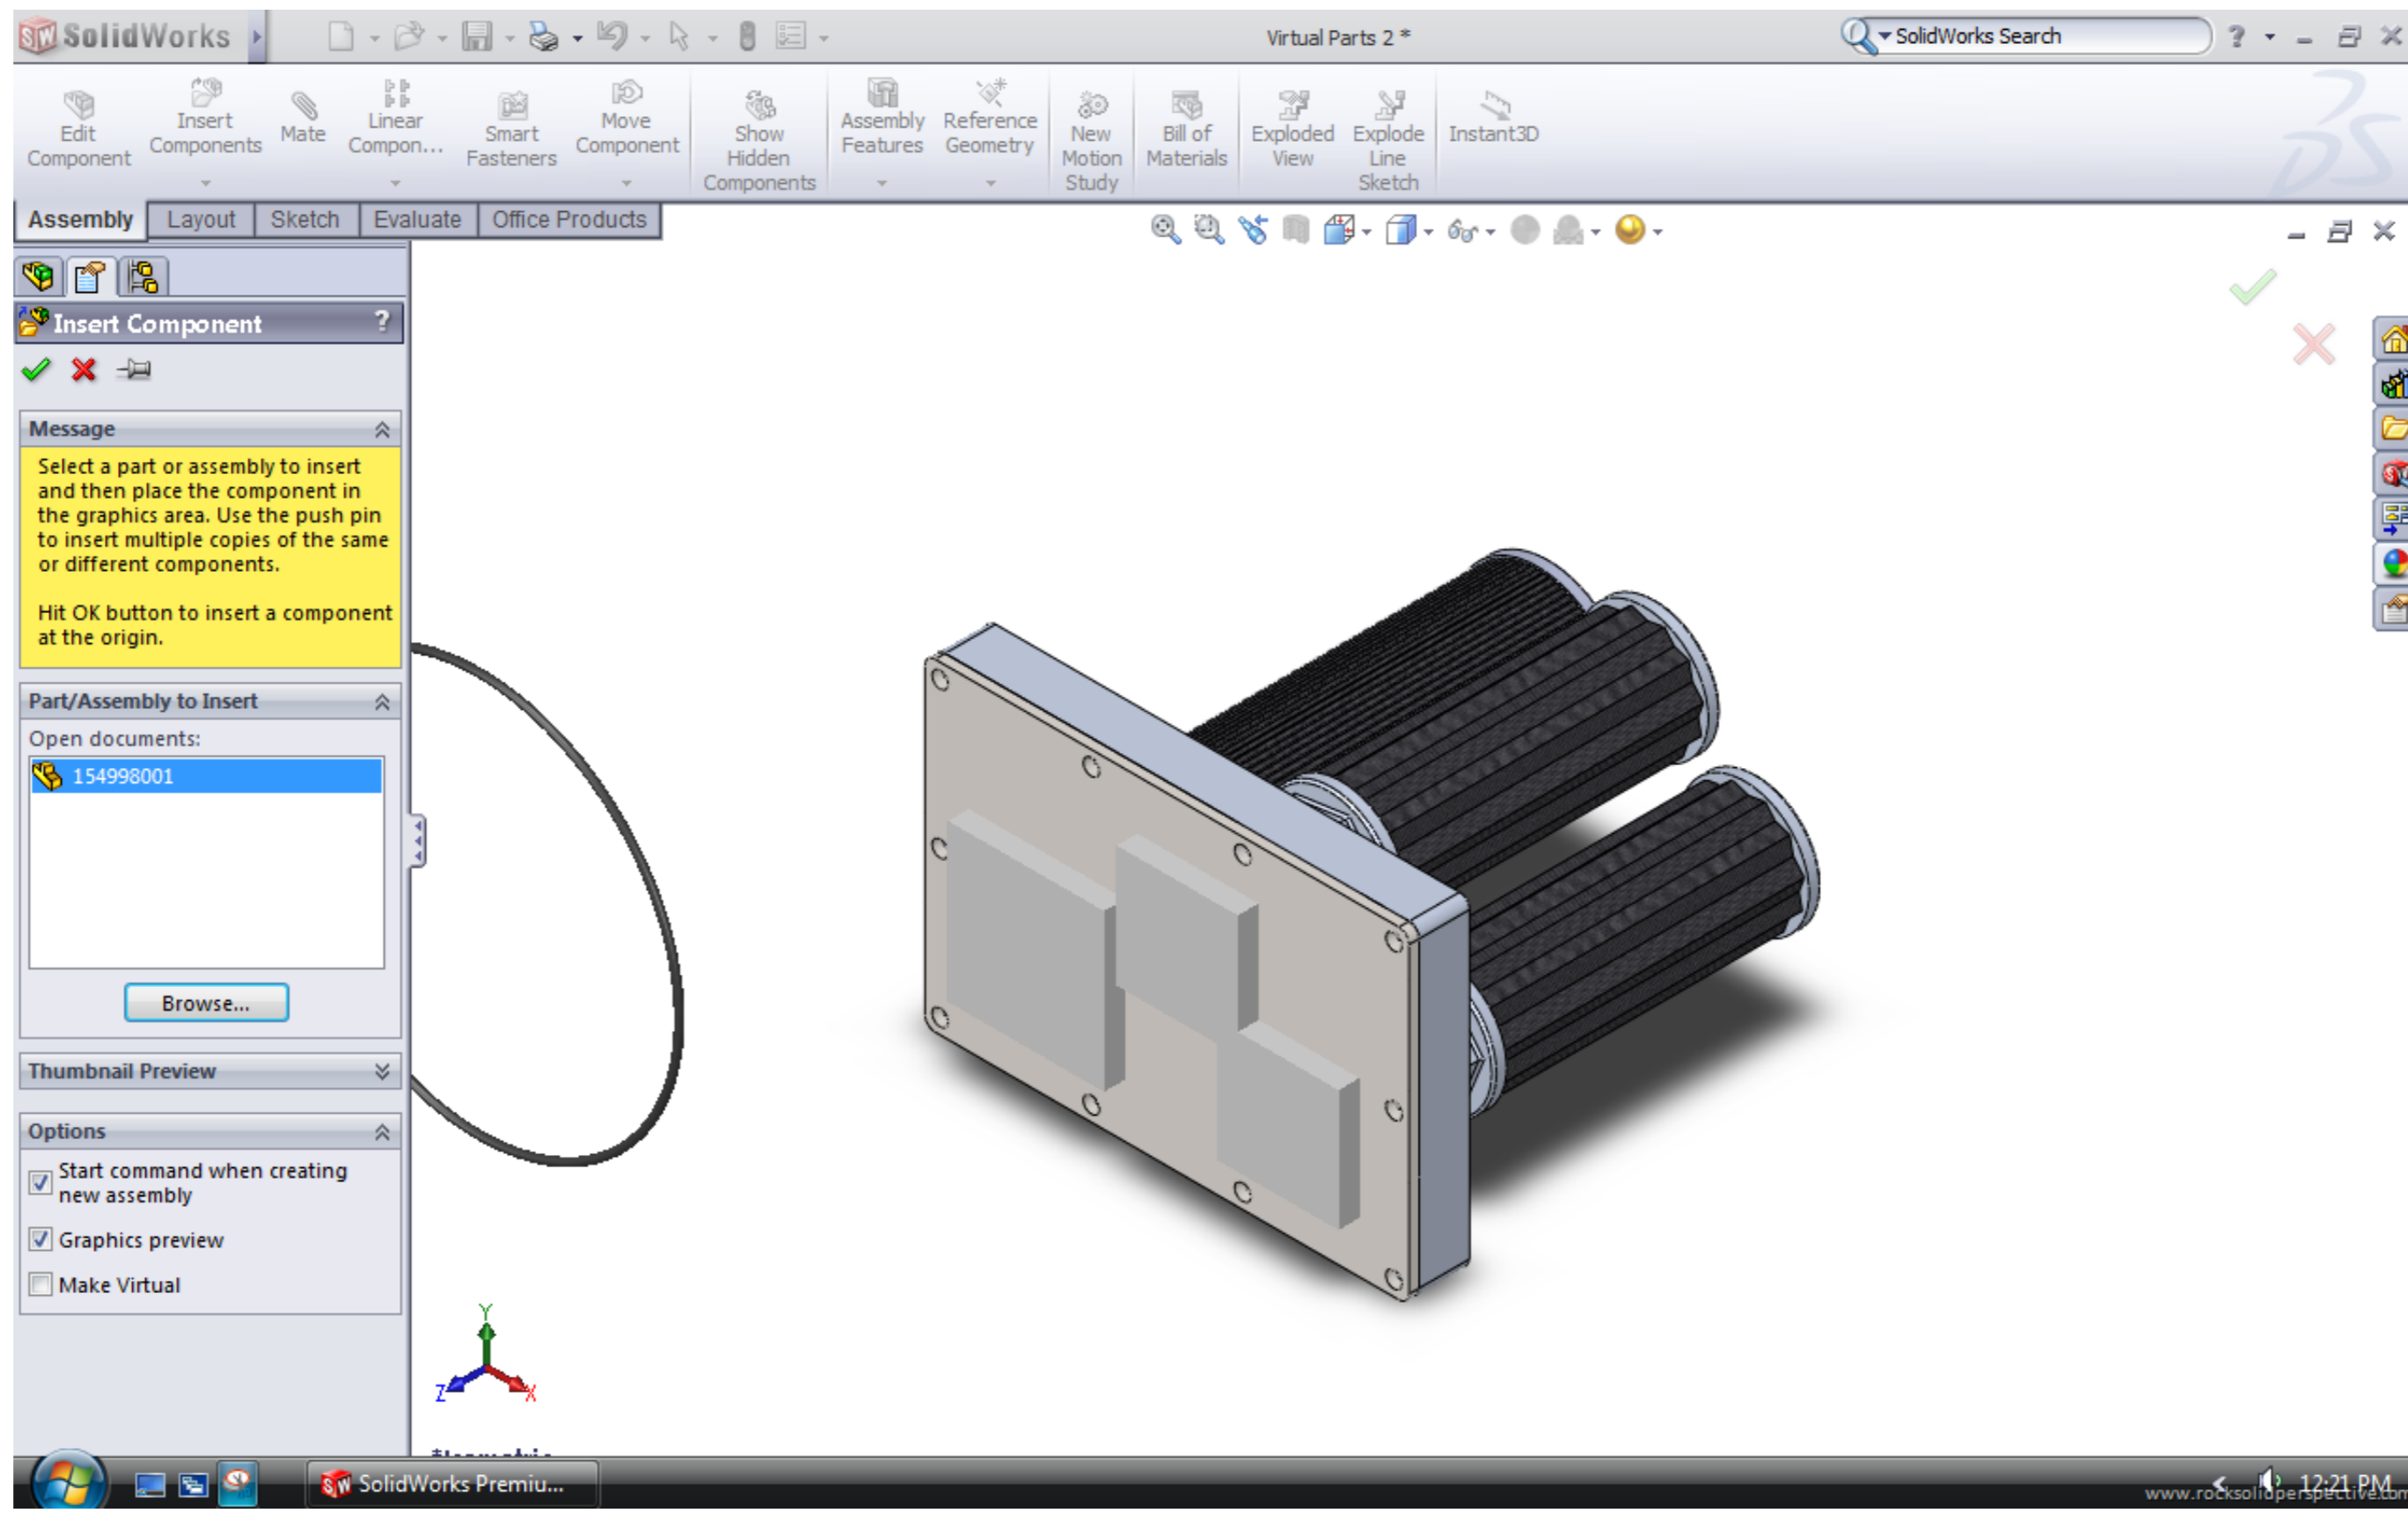 SolidWorks
Virtual Parts 2 *
SolidWorks Search
Edit
Component
Insert
Components
Mate
Linear
Compon...
Smart
Fasteners
Move
Component
Show
Hidden
Components
Assembly
Features
Reference
Geometry
New
Motion
Study
Bill of
Materials
Exploded
View
Explode
Line
Sketch
Instant3D
Assembly
Layout
Sketch
Evaluate
Office Products
Insert Component
?
Message
Select a part or assembly to insert
and then place the component in
the graphics area. Use the push pin
to insert multiple copies of the same
or different components.
Hit OK button to insert a component
at the origin.
Part/Assembly to Insert
Open documents:
154998001
Browse...
Thumbnail Preview
Options
Start command when creating
new assembly
Graphics preview
Make Virtual
Y
Z
X
SolidWorks Premiu...
12:21 PM
www.rocksolidperspective.com